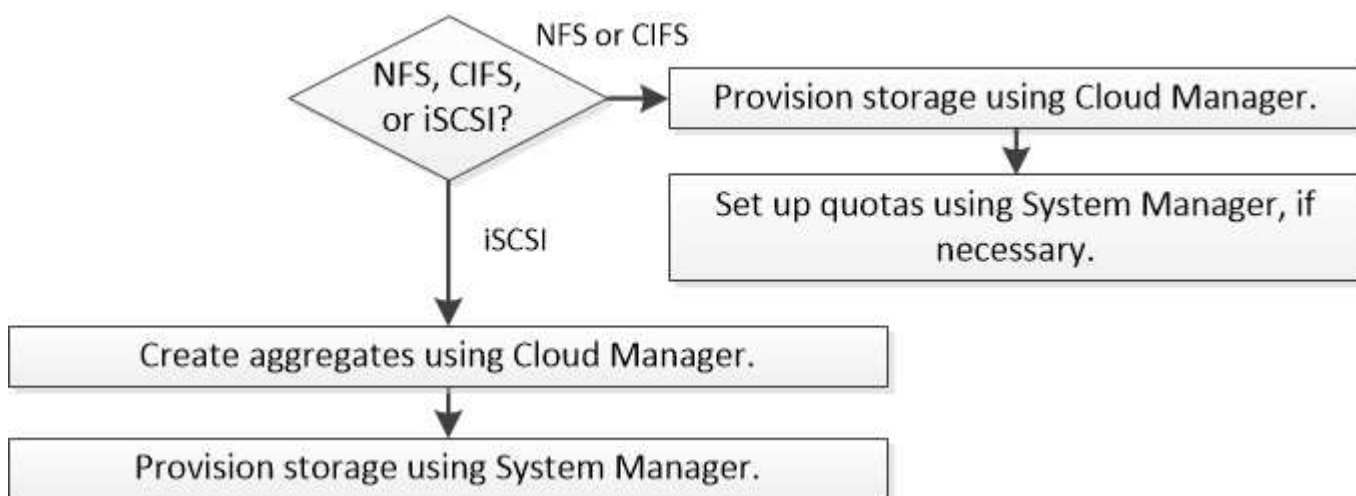 NFS or CIFS
NFS, CIFS,
or iSCSI?
Provision storage using Cloud Manager.
Set up quotas using System Manager, if
necessary.
iSCSI
Create aggregates using Cloud Manager.
Provision storage using System Manager.